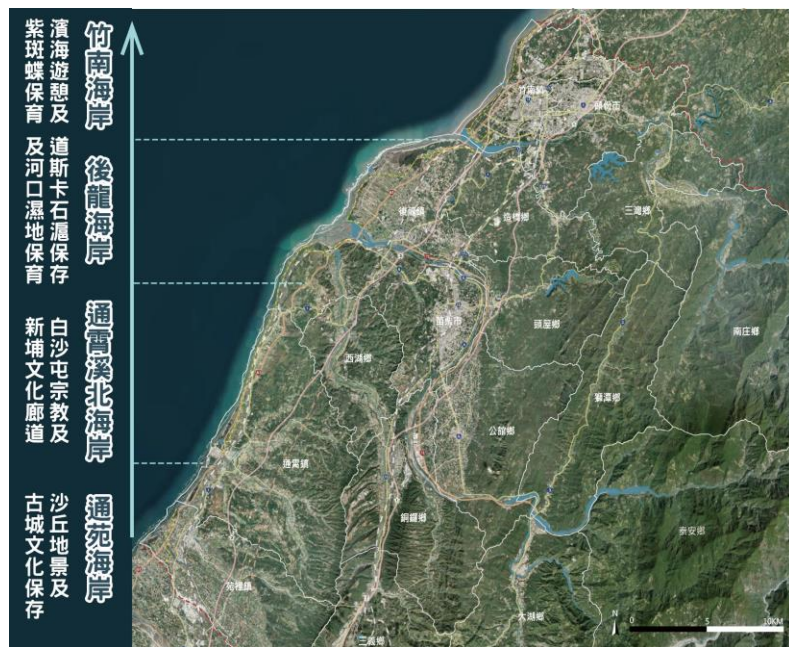 竹南海岸
濱海遊憩及
紫斑蝶保育
後龍海岸
道斯卡石滬保存
及河口濕地保育
通霄溪北海岸
白沙屯宗教及
新埔文化廊道
通苑海岸
沙丘地景及
古城文化保存
竹南鎮
頭份市
後龍鎮
造橋鄉
三灣鄉
苗栗市
頭屋鄉
南庄鄉
西湖鄉
獅潭鄉
公館鄉
通霄鎮
銅鑼鄉
泰安鄉
苑裡鎮
大湖鄉
三義鄉
N
0 5 10KM